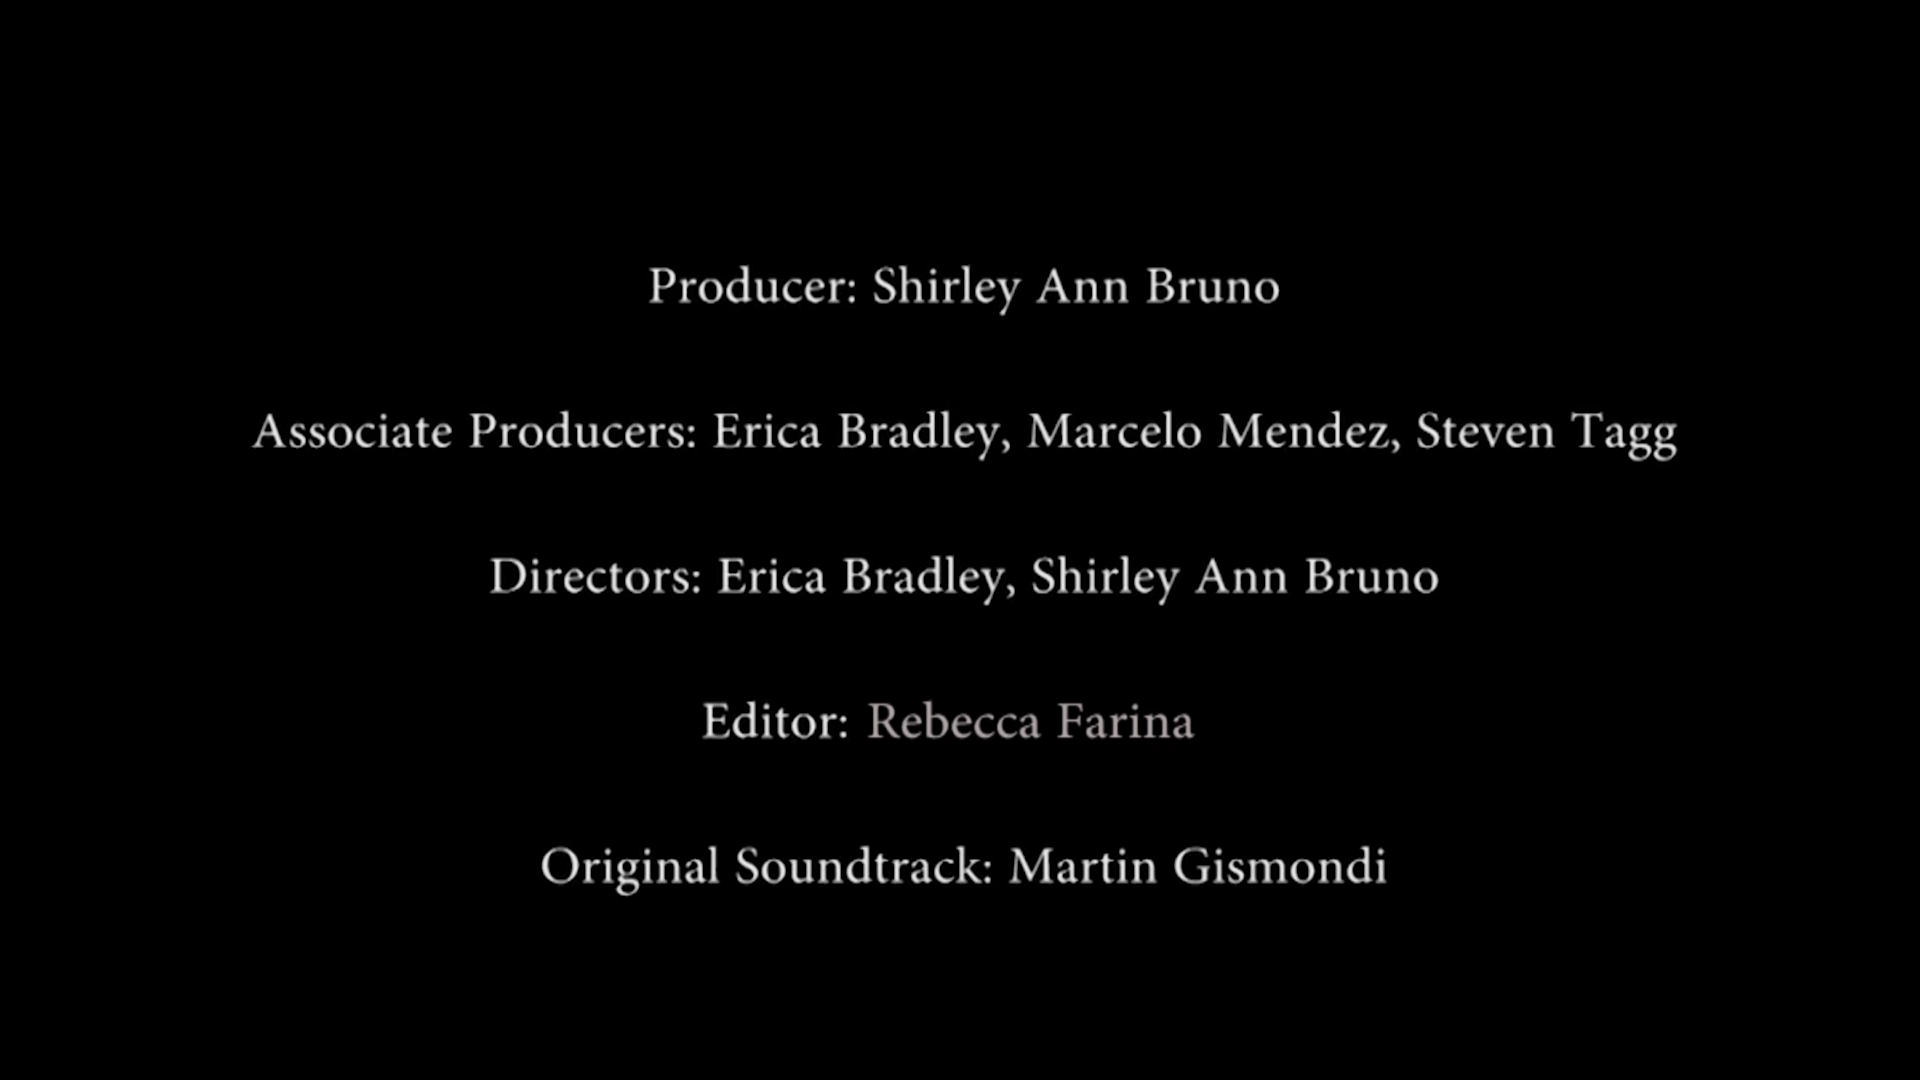 Producer: Shirley Ann Bruno
Associate Producers: Erica Bradley, Marcelo Mendez, Steven Tagg
Directors: Erica Bradley, Shirley Ann Bruno
Editor: Rebecca Farina
Original Soundtrack: Martin Gismondi